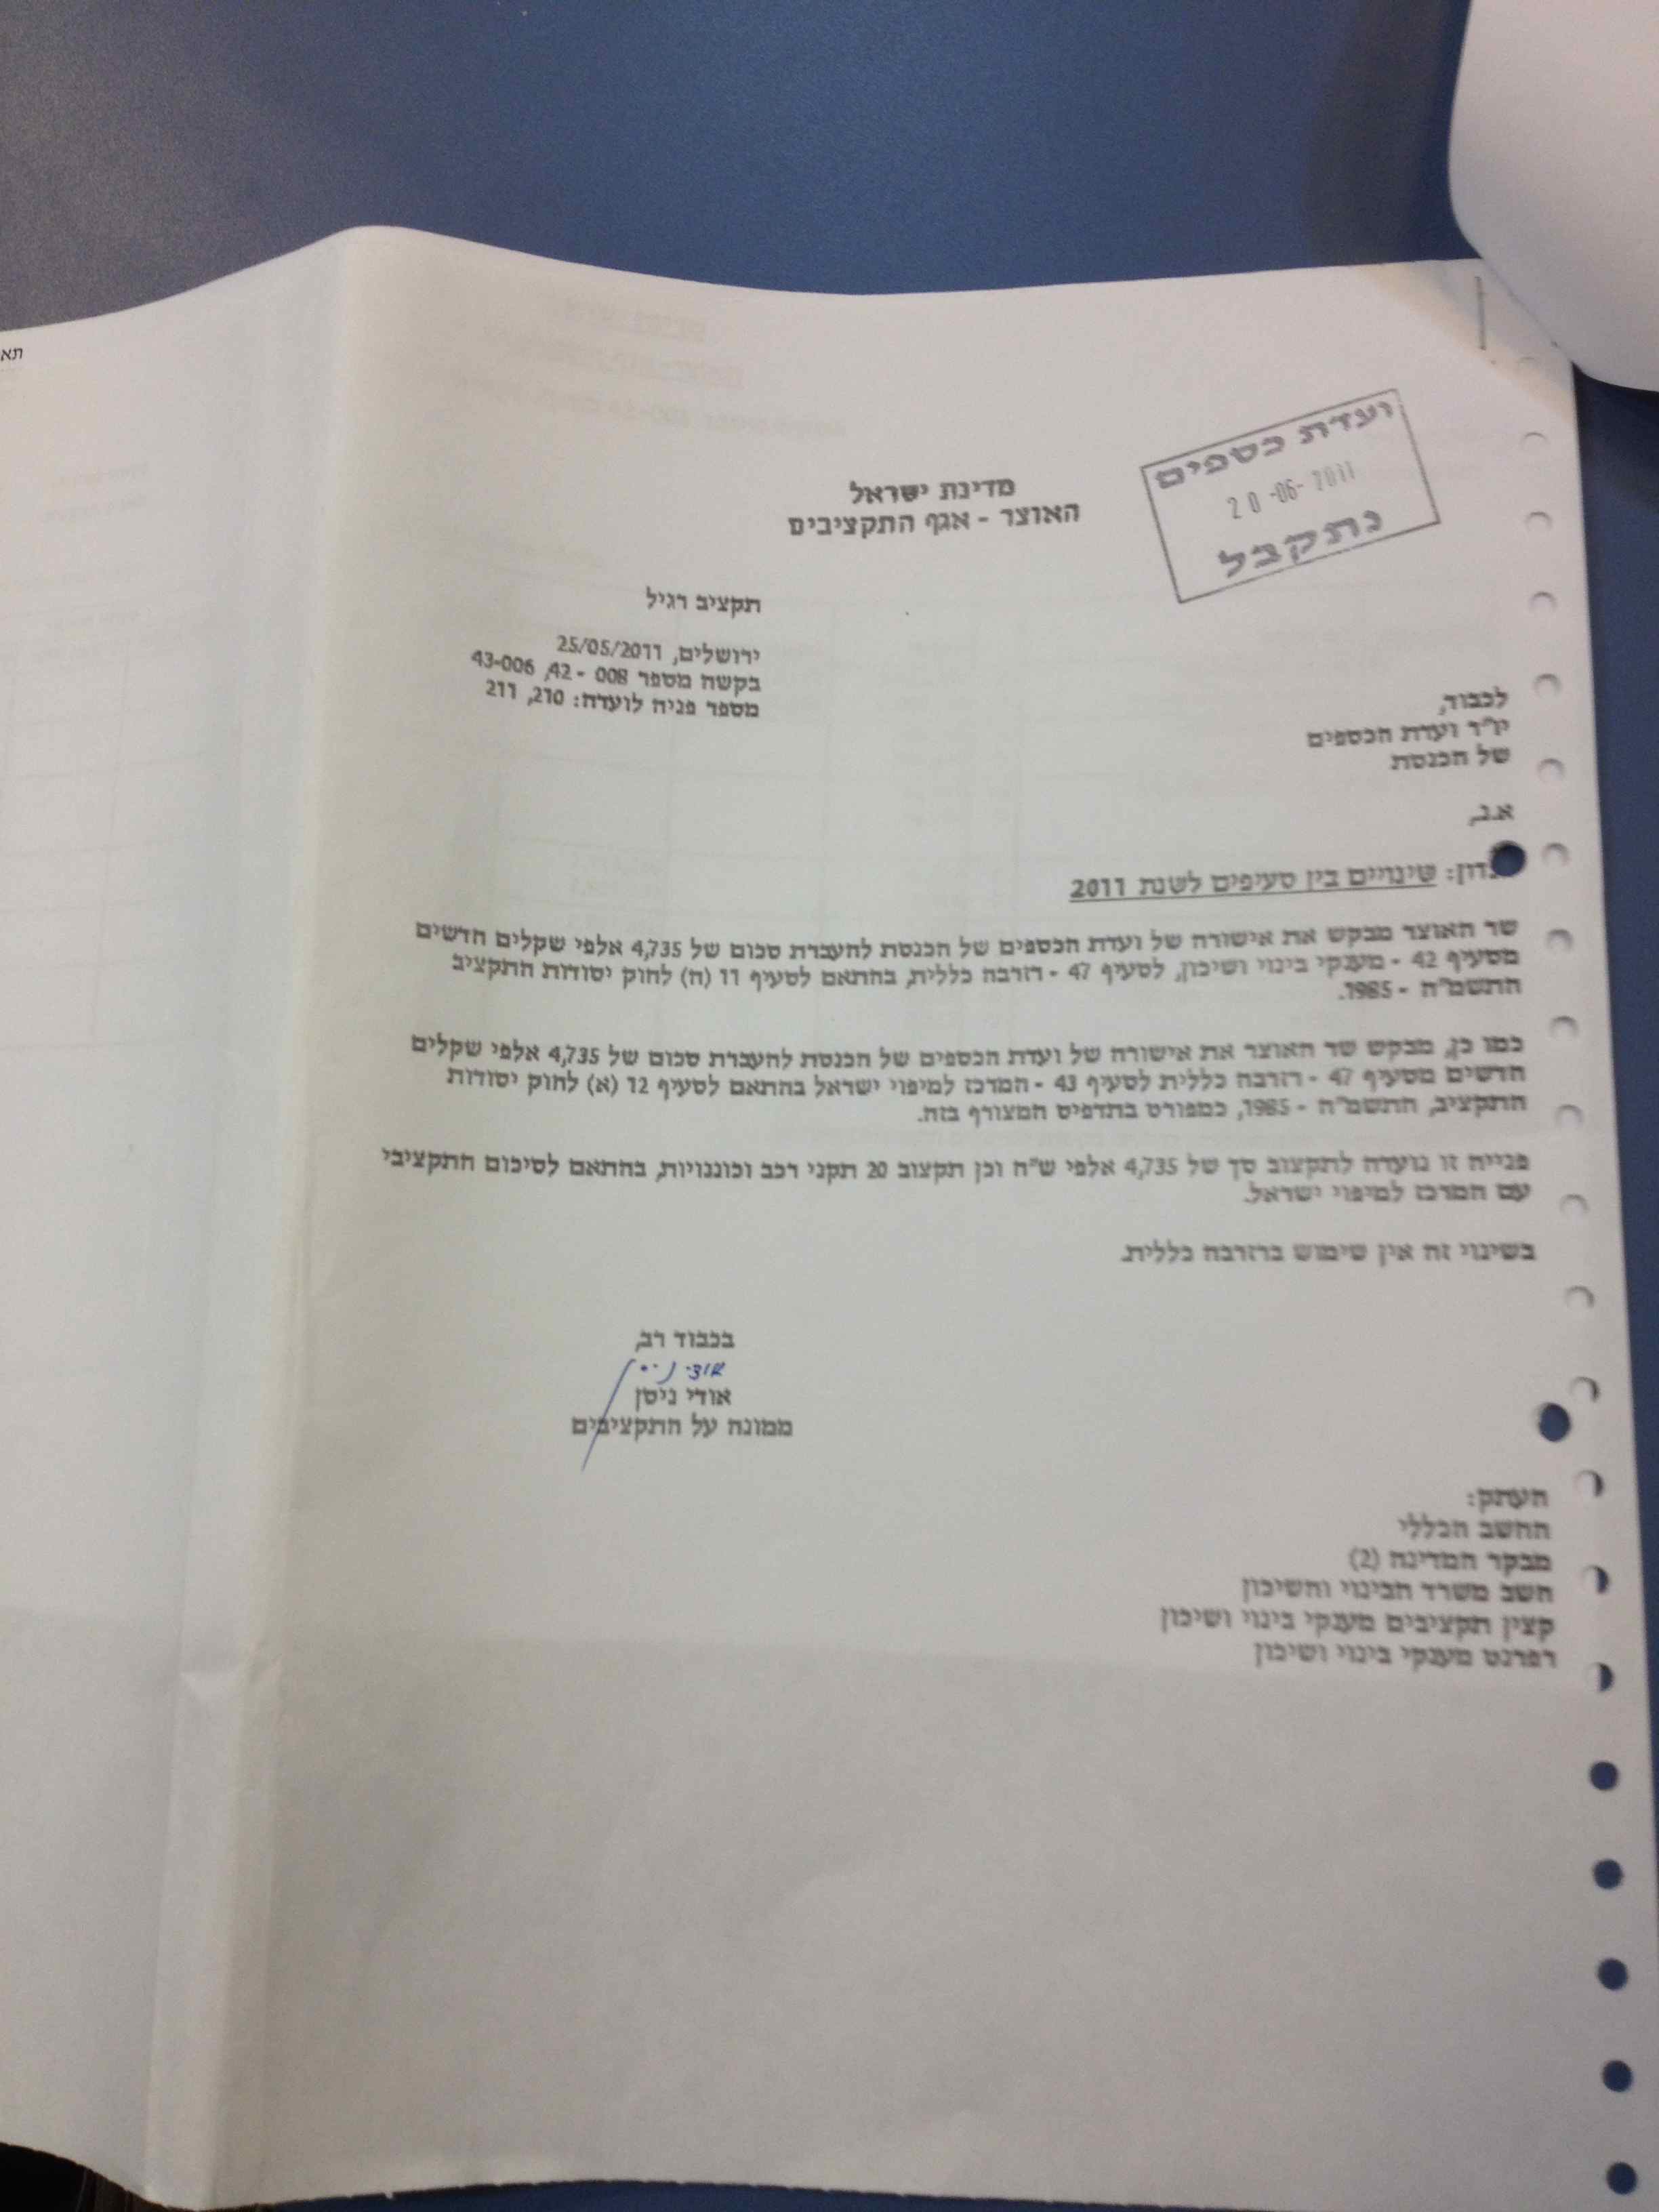 תא
ועדת כספים
20-06-2011
נתקבל
מדינת ישראל
האוצר - אגף התקציבים
תקציב רגיל
ירושלים, 25/05/2011
בקשה מספר 008 - 42, 43-006
מספר פניה לועדה: 210, 211
לכבוד,
יו"ר ועדת הכספים
של הכנסת
א.נ.,
הנדון: שינויים בין סעיפים לשנת 2011
שר האוצר מבקש את אישורה של ועדת הכספים של הכנסת להעברת סכום של 4,735 אלפי שקלים חדשים
מסעיף 42 - מענקי בינוי ושיכון, לסעיף 47 - רזרבה כללית, בהתאם לסעיף 11 (ח) לחוק יסודות התקציב
התשמ"ה - 1985.
כמו כן, מבקש שר האוצר את אישורה של ועדת הכספים של הכנסת להעברת סכום של 4,735 אלפי שקלים
חדשים מסעיף 47 - רזרבה כללית לסעיף 43 - המרכז למיפוי ישראל בהתאם לסעיף 12 (א) לחוק יסודות
התקציב, התשמ"ה - 1985, כמפורט בתדפיס המצורף בזה.
פנייה זו נועדה לתקצוב סך של 4,735 אלפי ש"ח וכן תקצוב 20 תקני רכב וכוננויות, בהתאם לסיכום התקציבי
עם המרכז למיפוי ישראל.
בשינוי זה אין שימוש ברזרבה כללית.
בכבוד רב,
אודי ניסן
ממונה על התקציבים
העתק:
החשב הכללי
מבקר המדינה (2)
חשב משרד הבינוי והשיכון
קצין תקציבים מענקי בינוי ושיכון
רפרנט מענקי בינוי ושיכון